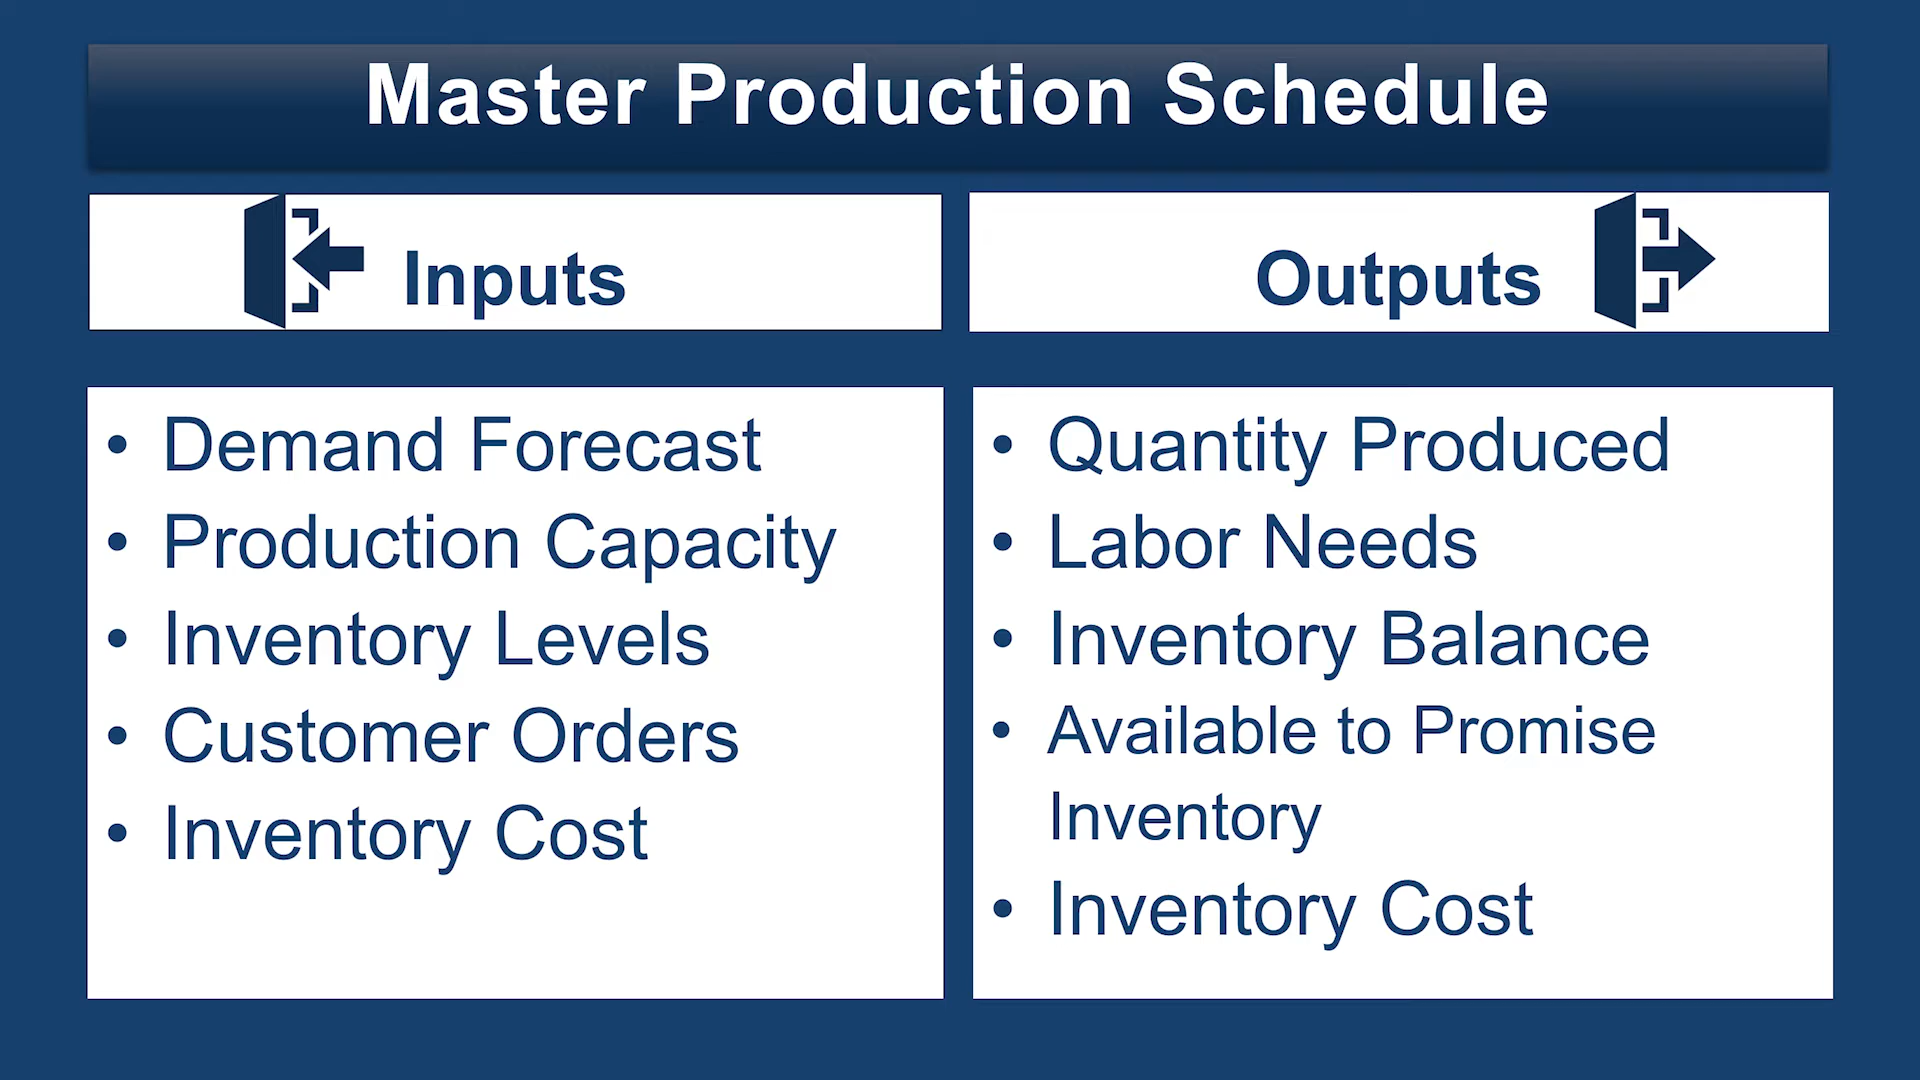 Master Production Schedule
Inputs
Outputs
• Demand Forecast
• Production Capacity
• Inventory Levels
• Customer Orders
• Inventory Cost
• Quantity Produced
• Labor Needs
• Inventory Balance
• Available to Promise
Inventory
• Inventory Cost